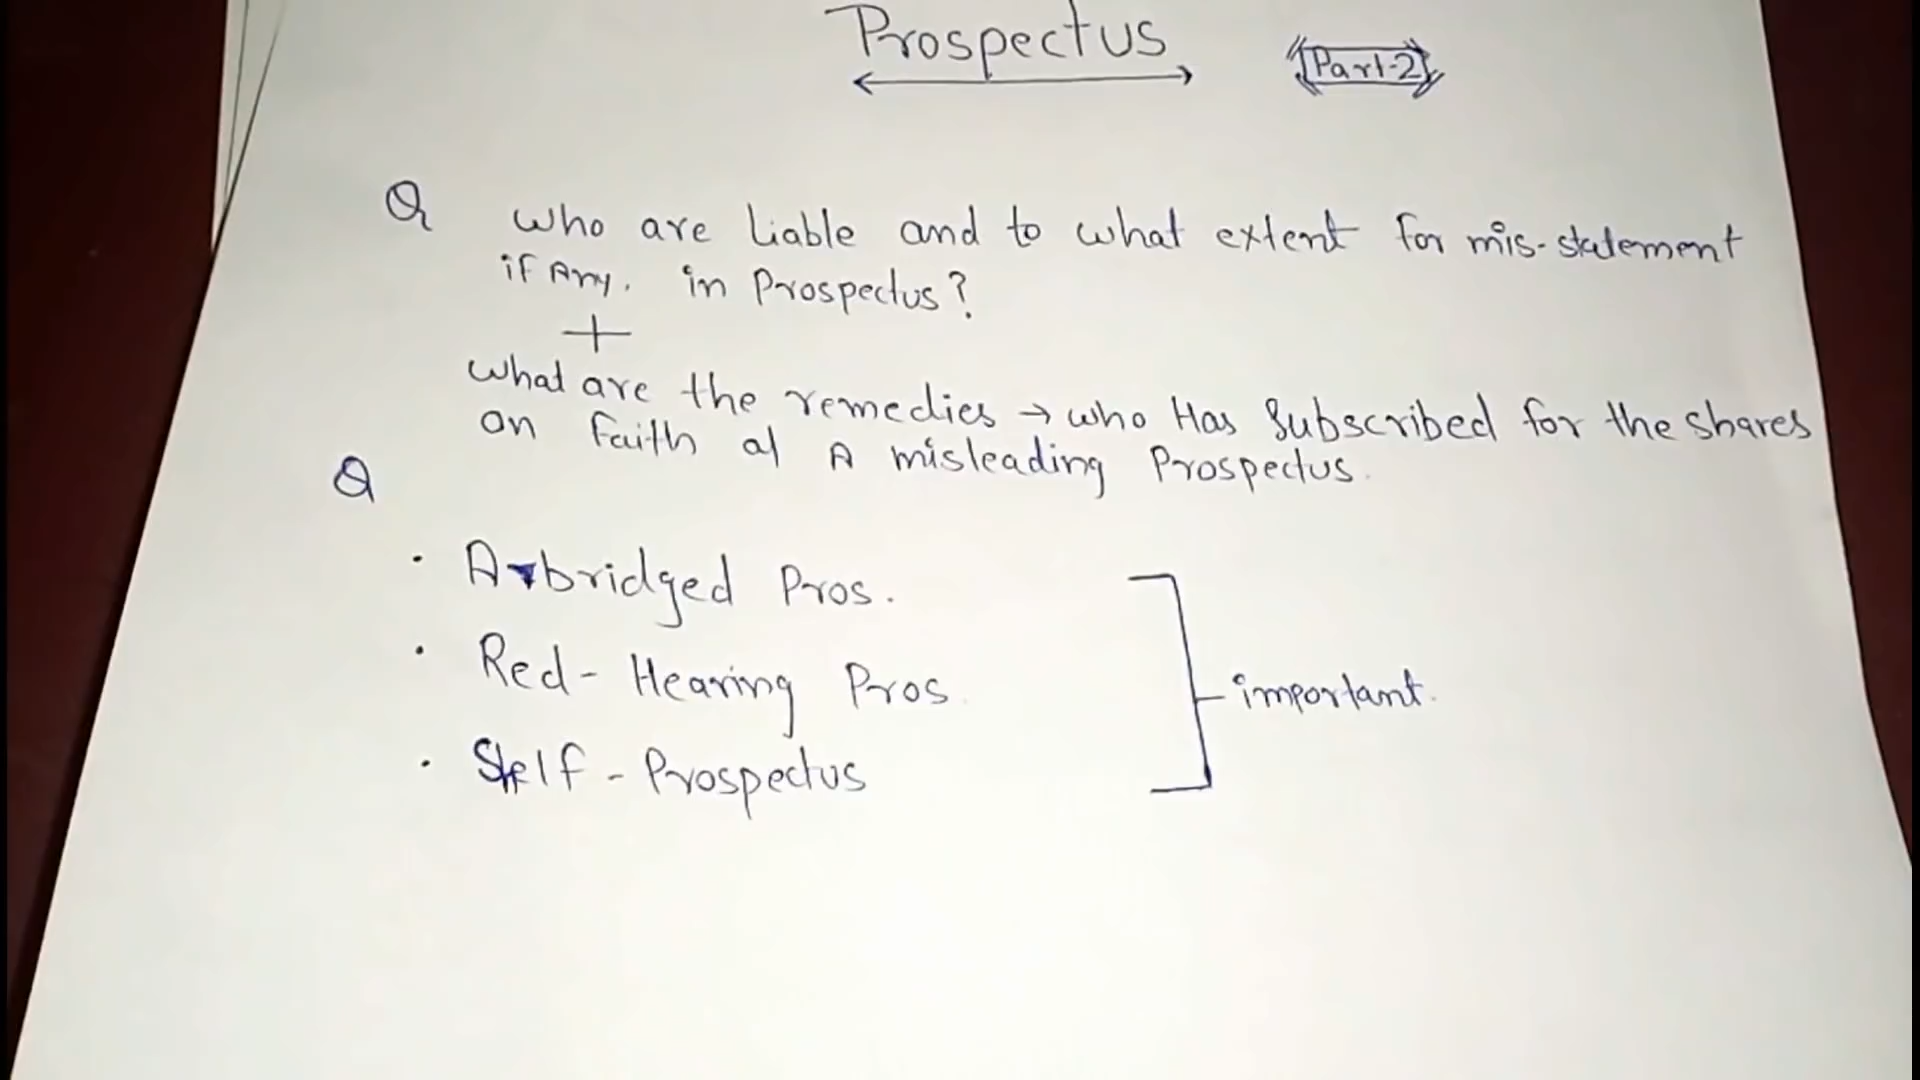 Prospectus
Part-2
Q who are liable and to what extent for mis-statement
if Any. in Prospectus?
+
What are the remedies → who Has Subscribed for the shares
on faith of A misleading Prospectus.
Q
· Abridged Pros.
· Red- Hearing Pros.
· Shelf - Prospectus
important.